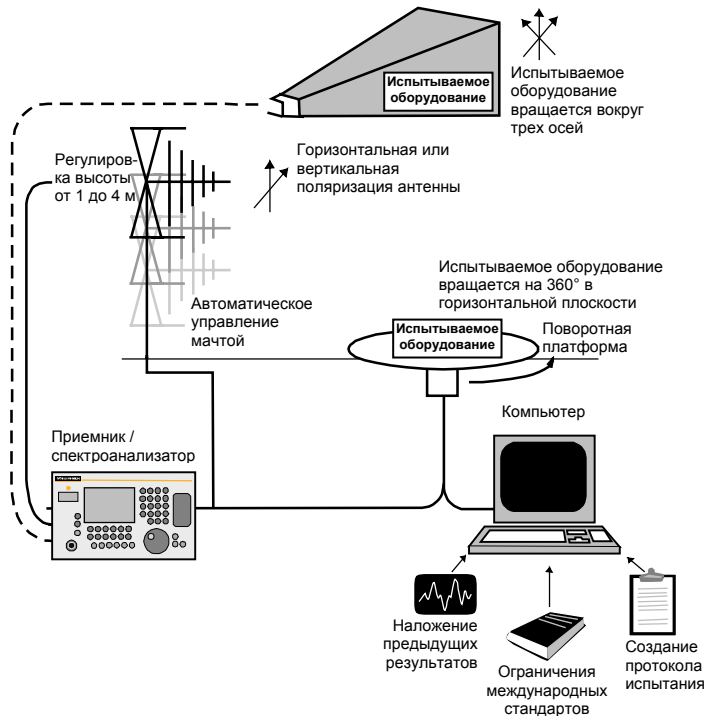 Испытываемое
оборудование
Испытываемое
оборудование
вращается вокруг
трех осей
Регулиров-
ка высоты
от 1 до 4 м
Горизонтальная или
вертикальная
поляризация антенны
Автоматическое
управление
мачтой
Испытываемое оборудование
вращается на 360° в
горизонтальной плоскости
Испытываемое
оборудование
Поворотная
платформа
Компьютер
Приемник /
спектроанализатор
Наложение
предыдущих
результатов
Ограничения
международных
стандартов
Создание
протокола
испытания